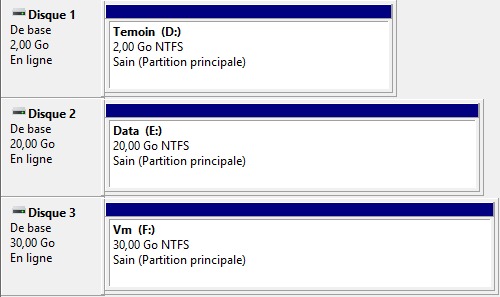 Disque 1
De base
2,00 Go
En ligne
Temoin (D:)
2,00 Go NTFS
Sain (Partition principale)
Disque 2
De base
20,00 Go
En ligne
Data (E:)
20,00 Go NTFS
Sain (Partition principale)
Disque 3
De base
30,00 Go
En ligne
Vm (F:)
30,00 Go NTFS
Sain (Partition principale)